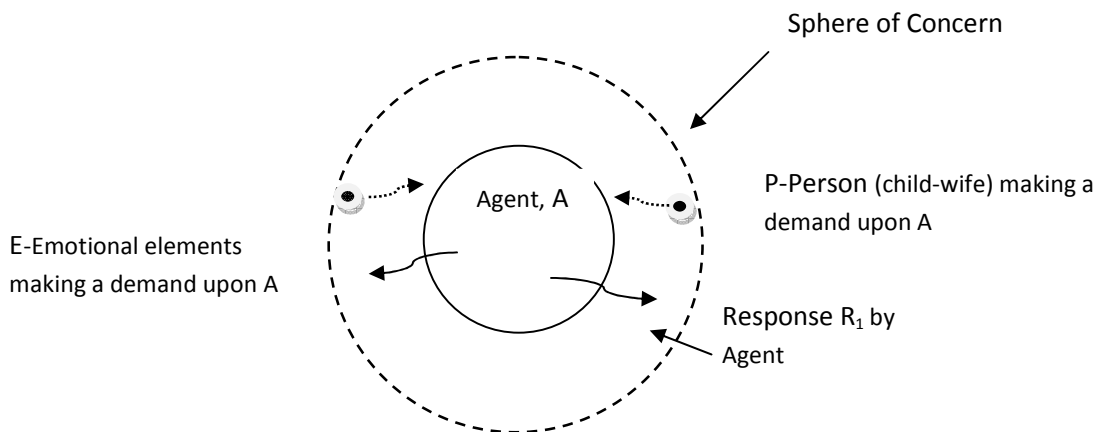 Sphere of Concern
Agent, A
P-Person (child-wife) making a
demand upon A
E-Emotional elements
making a demand upon A
Response R₁ by
Agent